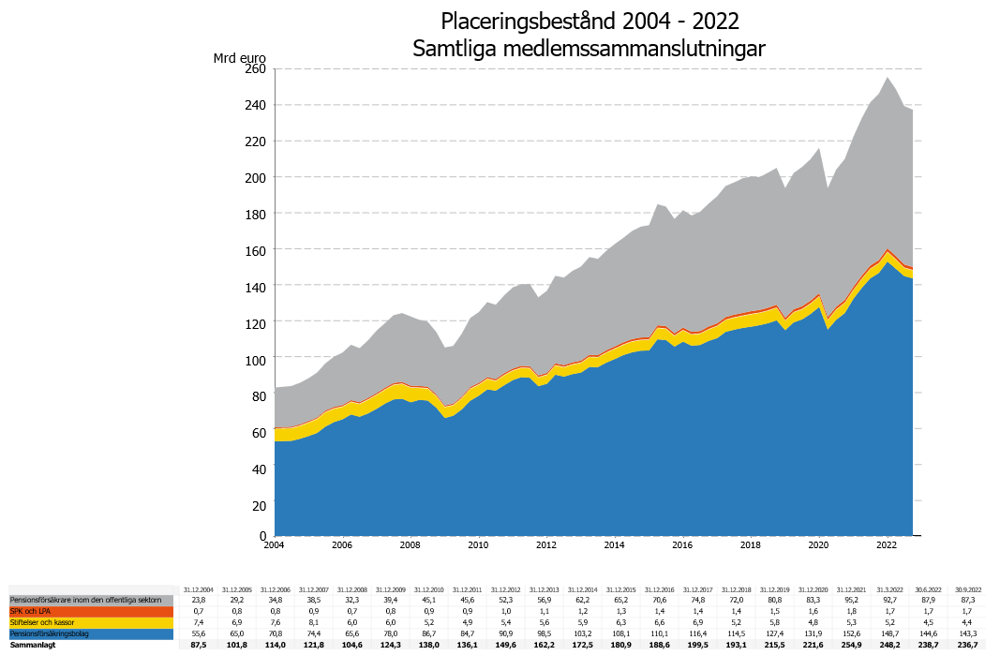 Placeringsbestånd 2004 - 2022
Samtliga medlemssammanslutningar
Mrd euro
260
240
220
200
180
160
140
120
100
80
60
40
20
0
2004 2006 2008 2010 2012 2014 2016 2018 2020 2022
31.12.2004 31.12.2005 31.12.2006 31.12.2007 31.12.2008 31.12.2009 31.12.2010 31.12.2011 31.12.2012 31.12.2013 31.12.2014 31.12.2015 31.12.2016 31.12.2017 31.12.2018 31.12.2019 31.12.2020 31.12.2021 31.3.2022 30.6.2022 30.9.2022
Pensionsförsäkrare inom den offentliga sektorn 23,8 29,2 34,8 38,5 32,3 39,4 45,1 45,6 52,3 56,9 62,2 65,2 70,6 74,8 72,0 80,8 83,3 95,2 92,7 87,9 87,3
SPK och LPA 0,7 0,8 0,8 0,9 0,7 0,8 0,9 0,9 1,0 1,1 1,2 1,3 1,4 1,4 1,4 1,5 1,6 1,8 1,7 1,7 1,7
Stiftelser och kassor 7,4 6,9 7,6 8,1 6,0 6,0 5,2 4,9 5,4 5,6 5,9 6,3 6,6 6,9 5,2 5,8 4,8 5,3 5,2 4,5 4,4
Pensionsförsäkringsbolag 55,6 65,0 70,8 74,4 65,6 78,0 86,7 84,7 90,9 98,5 103,2 108,1 110,1 116,4 114,5 127,4 131,9 152,6 148,7 144,6 143,3
Sammanlagt 87,5 101,8 114,0 121,8 104,6 124,3 138,0 136,1 149,6 162,2 172,5 180,9 188,6 199,5 193,1 215,5 221,6 254,9 248,2 238,7 236,7